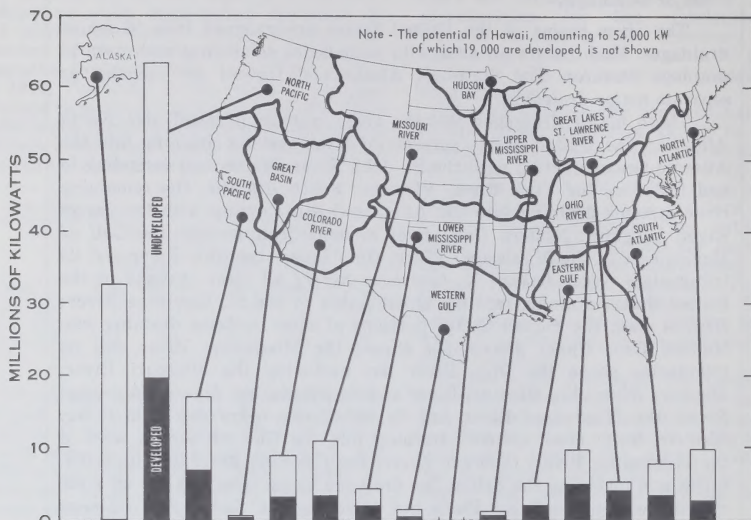 Note - The potential of Hawaii, amounting to 54,000 kW
of which 19,000 are developed, is not shown
MILLIONS OF KILOWATTS
70
60
50
40
30
20
10
0
ALASKA
UNDEVELOPED
DEVELOPED
NORTH
PACIFIC
SOUTH
PACIFIC
GREAT
BASIN
COLORADO
RIVER
MISSOURI
RIVER
LOWER
MISSISSIPPI
RIVER
WESTERN
GULF
HUDSON
BAY
UPPER
MISSISSIPPI
RIVER
GREAT LAKES
ST. LAWRENCE
RIVER
OHIO
RIVER
EASTERN
GULF
SOUTH
ATLANTIC
NORTH
ATLANTIC